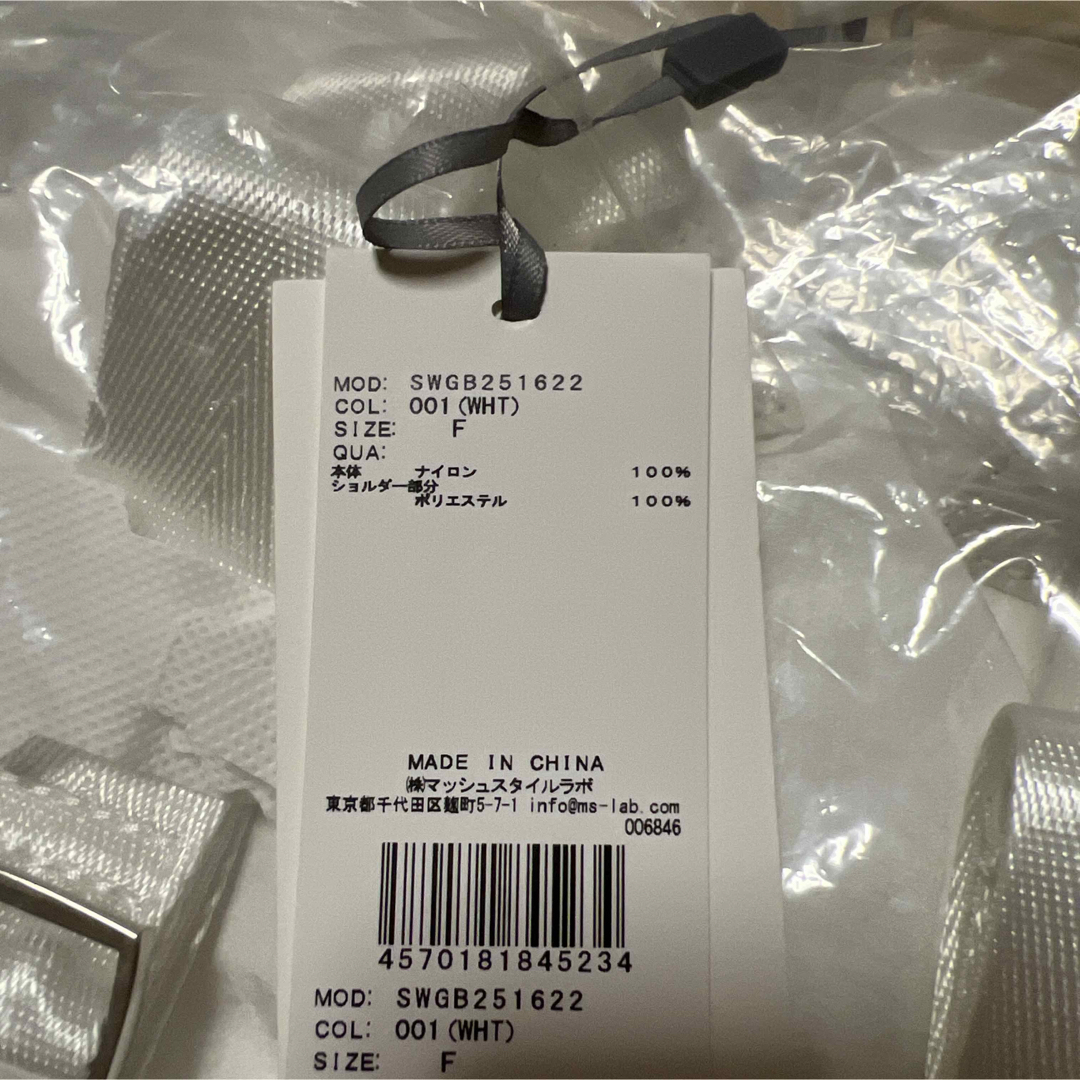 MOD: SWGB251622
COL: 001(WHT)
SIZE: F
QUA:
本体 ナイロン 100%
ショルダー部分
ポリエステル 100%
MADE IN CHINA
㈱マッシュスタイルラボ
東京都千代田区麹町5-7-1 info@ms-lab.com
006846
4570181845234
MOD: SWGB251622
COL: 001(WHT)
SIZE: F